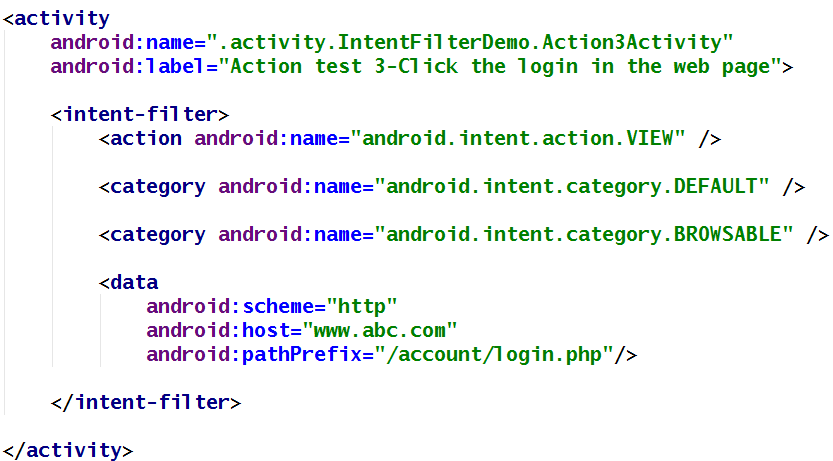 <activity
android:name=".activity.IntentFilterDemo.Action3Activity"
android:label="Action test 3-Click the login in the web page">
<intent-filter>
<action android:name="android.intent.action.VIEW" />
<category android:name="android.intent.category.DEFAULT" />
<category android:name="android.intent.category.BROWSABLE" />
<data
android:scheme="http"
android:host="www.abc.com"
android:pathPrefix="/account/login.php"/>
</intent-filter>
</activity>